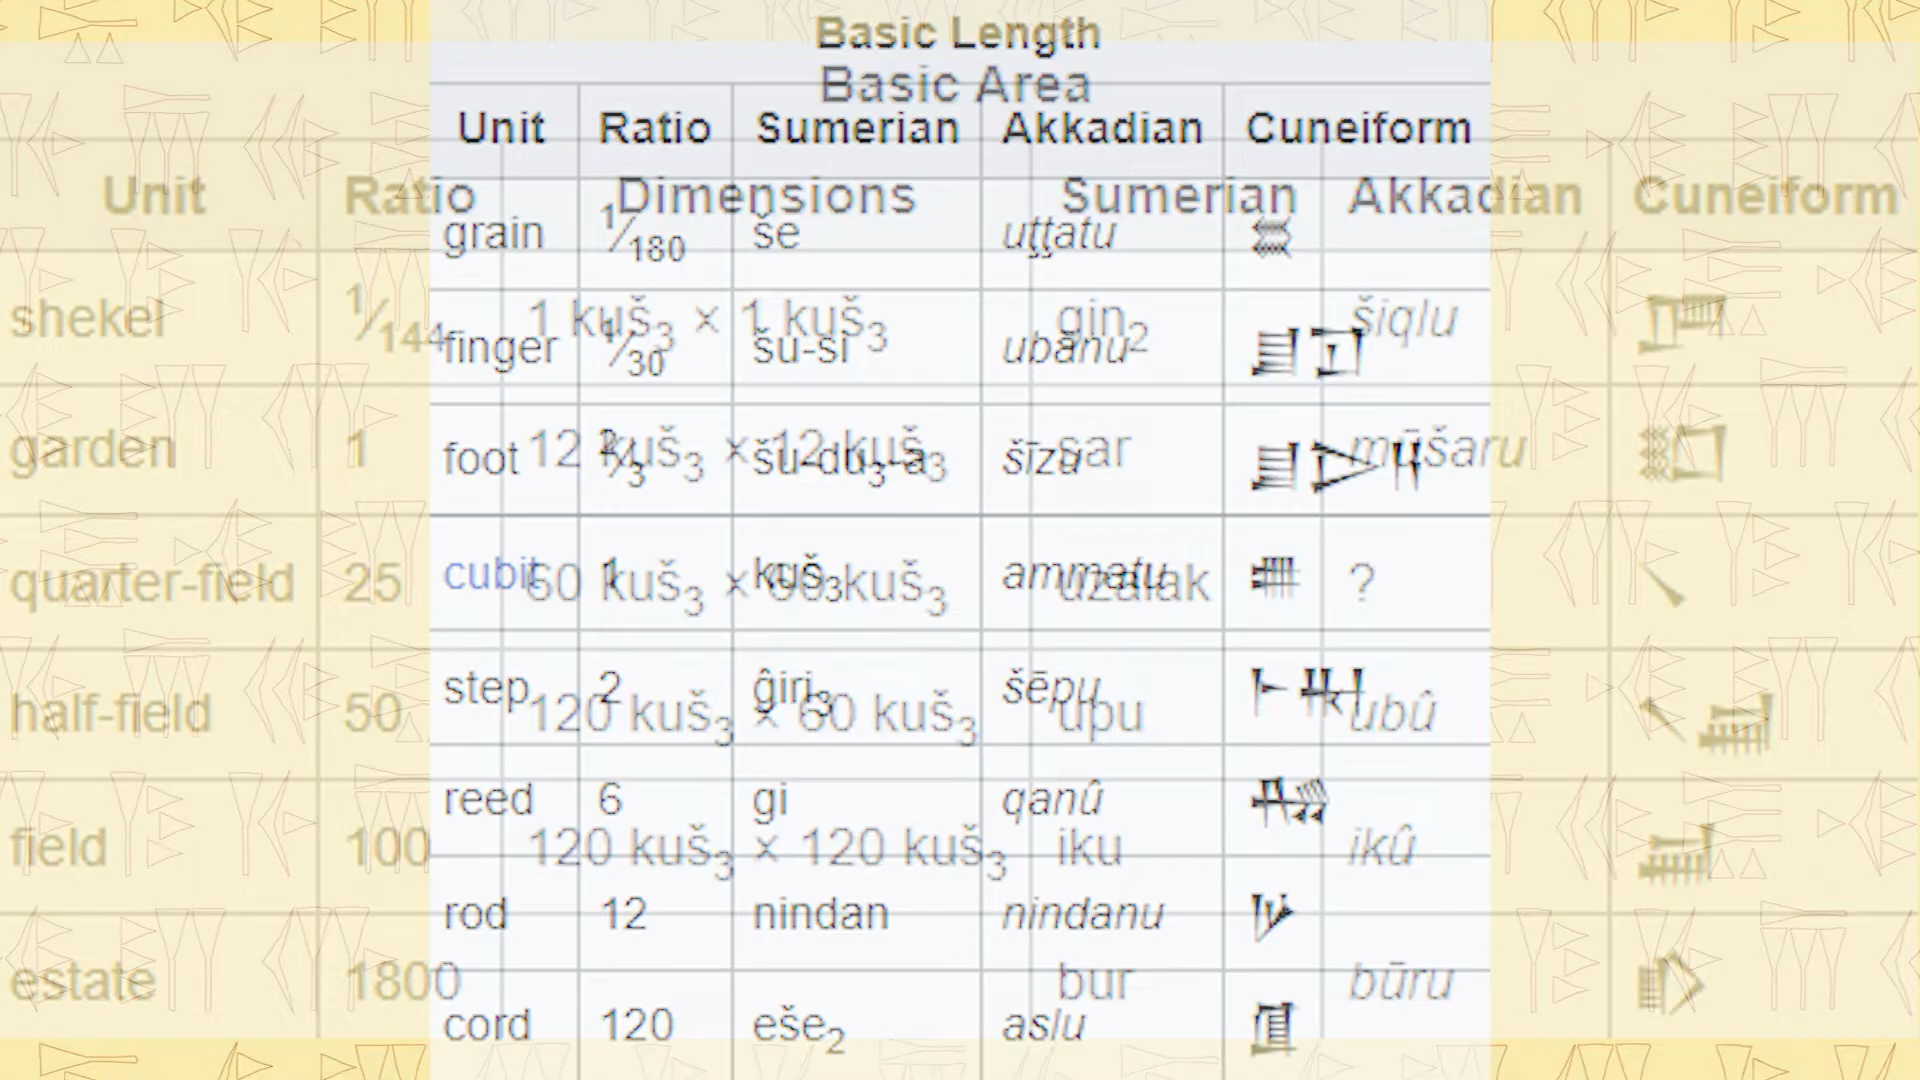 Basic Length
Unit Ratio Sumerian Akkadian Cuneiform
grain 1/180 še uṭṭatu 𒊺
finger 1/30 šu-si ubānu 𒋗𒋛
foot 2/3 šu-du₃-a šīzu 𒋗𒆕𒀀
cubit 1 kuš₃ ammatu 𒌑
step 2 ĝiri₃ šēpu
reed 6 gi qanû 𒄀
rod 12 nindan nindanu 𒃻
cord 120 eše₂ aslu 𒂠
Basic Area
Unit Ratio Dimensions Sumerian Akkadian Cuneiform
shekel 1/144 1 kuš₃ × 1 kuš₃ gin₂ šiqlu 𒂆
garden 1 12 kuš₃ × 12 kuš₃ sar mūšaru 𒊬
quarter-field 25 60 kuš₃ × 60 kuš₃ uzalak ?
half-field 50 120 kuš₃ × 60 kuš₃ upu ubû
field 100 120 kuš₃ × 120 kuš₃ iku ikû 𒃷
estate 1800 bur būru